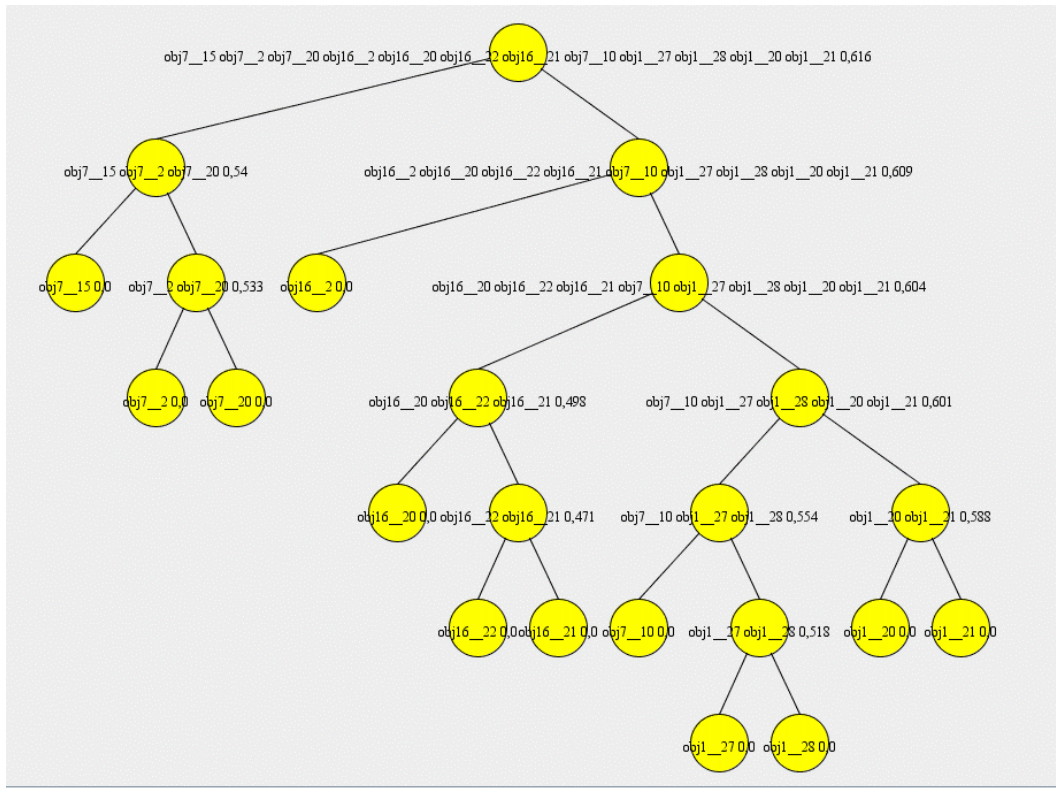 obj7__15 obj7__2 obj7__20 obj16__2 obj16__20 obj16__22 obj16__21 obj7__10 obj1__27 obj1__28 obj1__20 obj1__21 0,616
obj7__15 obj7__2 obj7__20 0,54
obj16__2 obj16__20 obj16__22 obj16__21 obj7__10 obj1__27 obj1__28 obj1__20 obj1__21 0,609
obj7__15 0,0
obj7__2 obj7__20 0,533
obj16__2 0,0
obj16__20 obj16__22 obj16__21 obj7__10 obj1__27 obj1__28 obj1__20 obj1__21 0,604
obj7__2 0,0
obj7__20 0,0
obj16__20 obj16__22 obj16__21 0,498
obj7__10 obj1__27 obj1__28 obj1__20 obj1__21 0,601
obj16__20 0,0
obj16__22 obj16__21 0,471
obj7__10 obj1__27 obj1__28 0,554
obj1__20 obj1__21 0,588
obj16__22 0,0
obj16__21 0,0
obj7__10 0,0
obj1__27 obj1__28 0,518
obj1__20 0,0
obj1__21 0,0
obj1__27 0,0
obj1__28 0,0